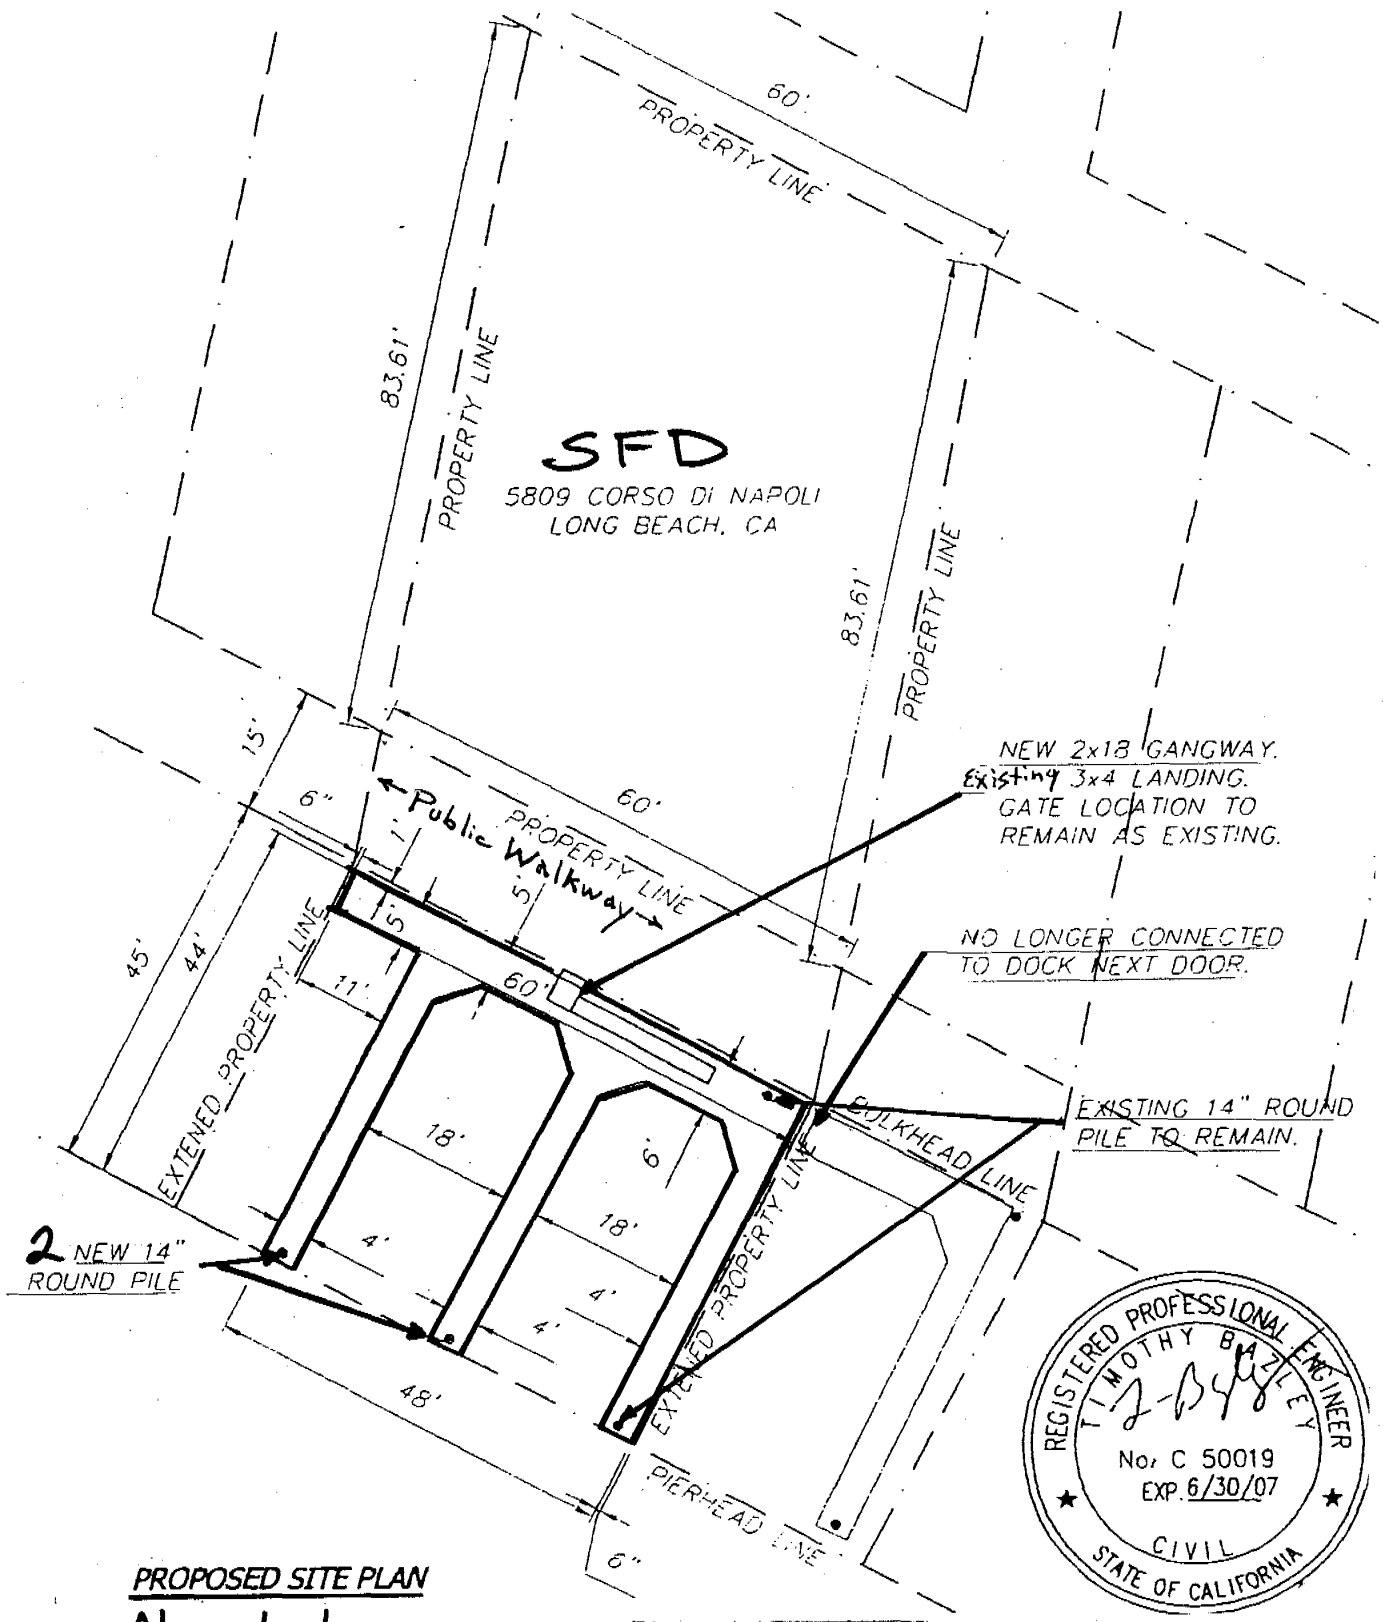 60'
PROPERTY LINE
83.61'
PROPERTY LINE
SFD
5809 CORSO DI NAPOLI
LONG BEACH, CA
83.61'
PROPERTY LINE
NEW 2x18 GANGWAY.
Existing 3x4 LANDING.
GATE LOCATION TO
REMAIN AS EXISTING.
15'
6"
←Public Walkway→
1'
60'
PROPERTY LINE
5'
5'
60'
NO LONGER CONNECTED
TO DOCK NEXT DOOR.
45'
44'
11'
EXTENED PROPERTY LINE
BULKHEAD LINE
EXISTING 14" ROUND
PILE TO REMAIN.
18'
6'
18'
4'
4'
4'
2 NEW 14"
ROUND PILE
EXTENED PROPERTY LINE
48'
PIERHEAD LINE
6"
REGISTERED PROFESSIONAL ENGINEER
TIMOTHY BAZLEY
No. C 50019
EXP. 6/30/07
CIVIL
STATE OF CALIFORNIA
PROPOSED SITE PLAN